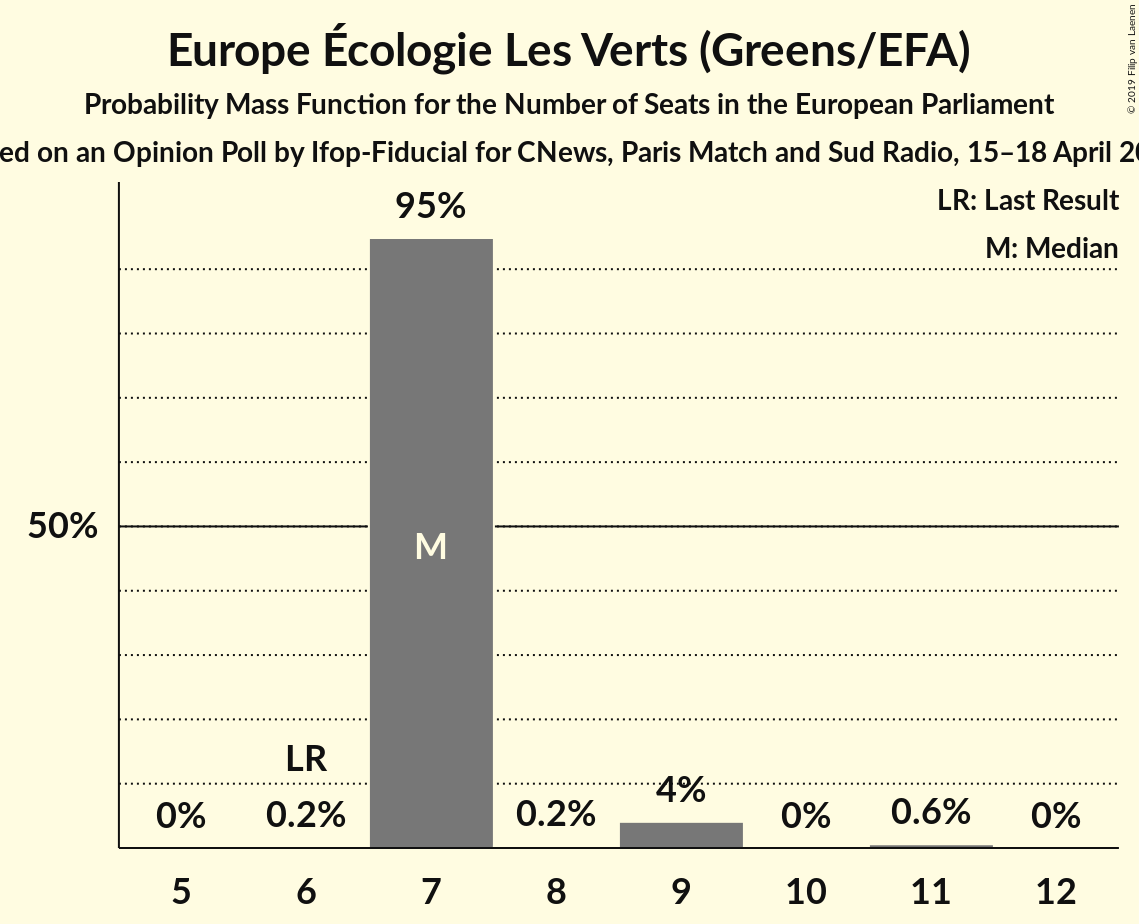 Europe Écologie Les Verts (Greens/EFA)
Probability Mass Function for the Number of Seats in the European Parliament
on an Opinion Poll by Ifop-Fiducial for CNews, Paris Match and Sud Radio, 15–18 April
© 2019 Filip van Laenen
LR: Last Result
M: Median
95%
50%
M
LR
0% 0.2% 0.2% 4% 0% 0.6% 0%
5 6 7 8 9 10 11 12